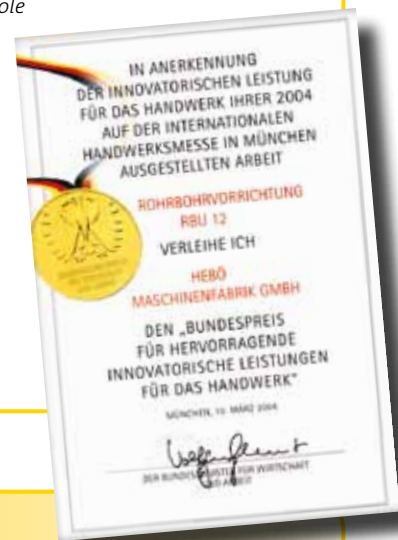 ole
IN ANERKENNUNG
DER INNOVATORISCHEN LEISTUNG
FÜR DAS HANDWERK IHRER 2004
AUF DER INTERNATIONALEN
HANDWERKSMESSE IN MÜNCHEN
AUSGESTELLTEN ARBEIT
ROHRBOHRVORRICHTUNG
RBU 12
VERLEIHE ICH
HEBÖ
MASCHINENFABRIK GMBH
DEN „BUNDESPREIS
FÜR HERVORRAGENDE
INNOVATORISCHE LEISTUNGEN
FÜR DAS HANDWERK“
MÜNCHEN, MÄRZ 2004
DER FÜR WIRTSCHAFT
ARBEIT